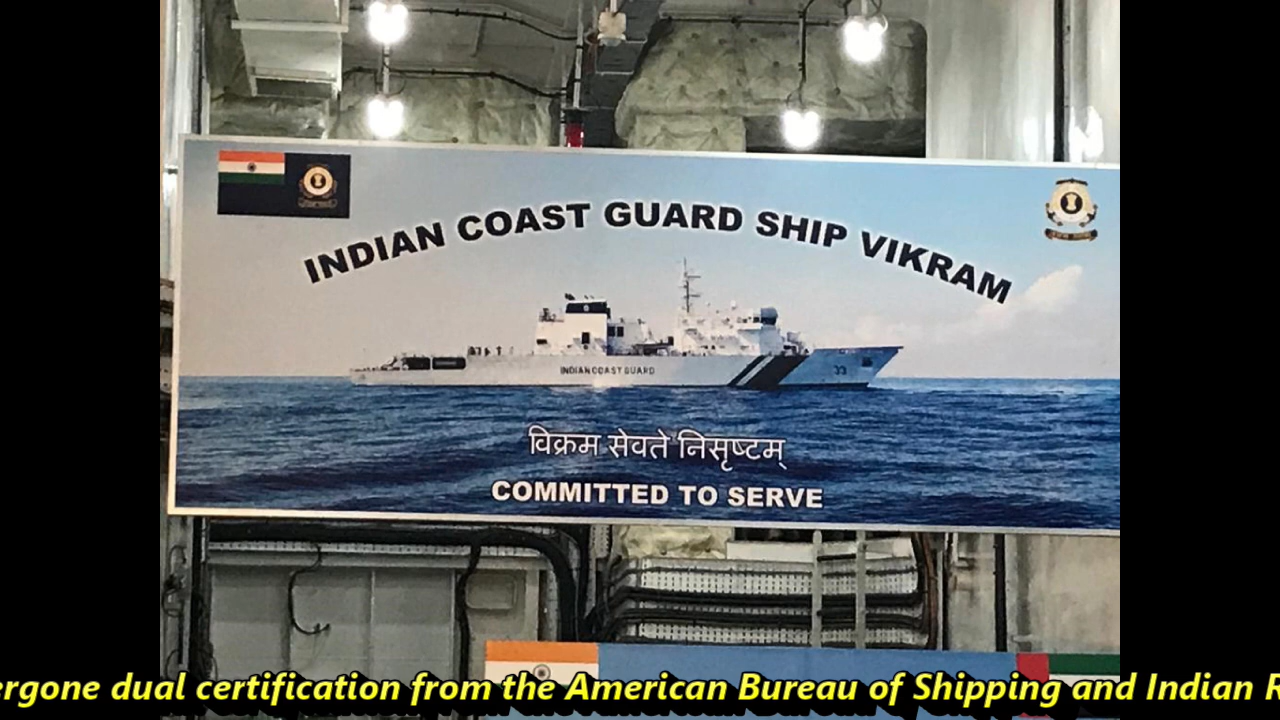 INDIAN COAST GUARD SHIP VIKRAM
INDIAN COAST GUARD
33
विक्रम सेवते निसृष्टम्
COMMITTED TO SERVE
ergone dual certification from the American Bureau of Shipping and Indian R